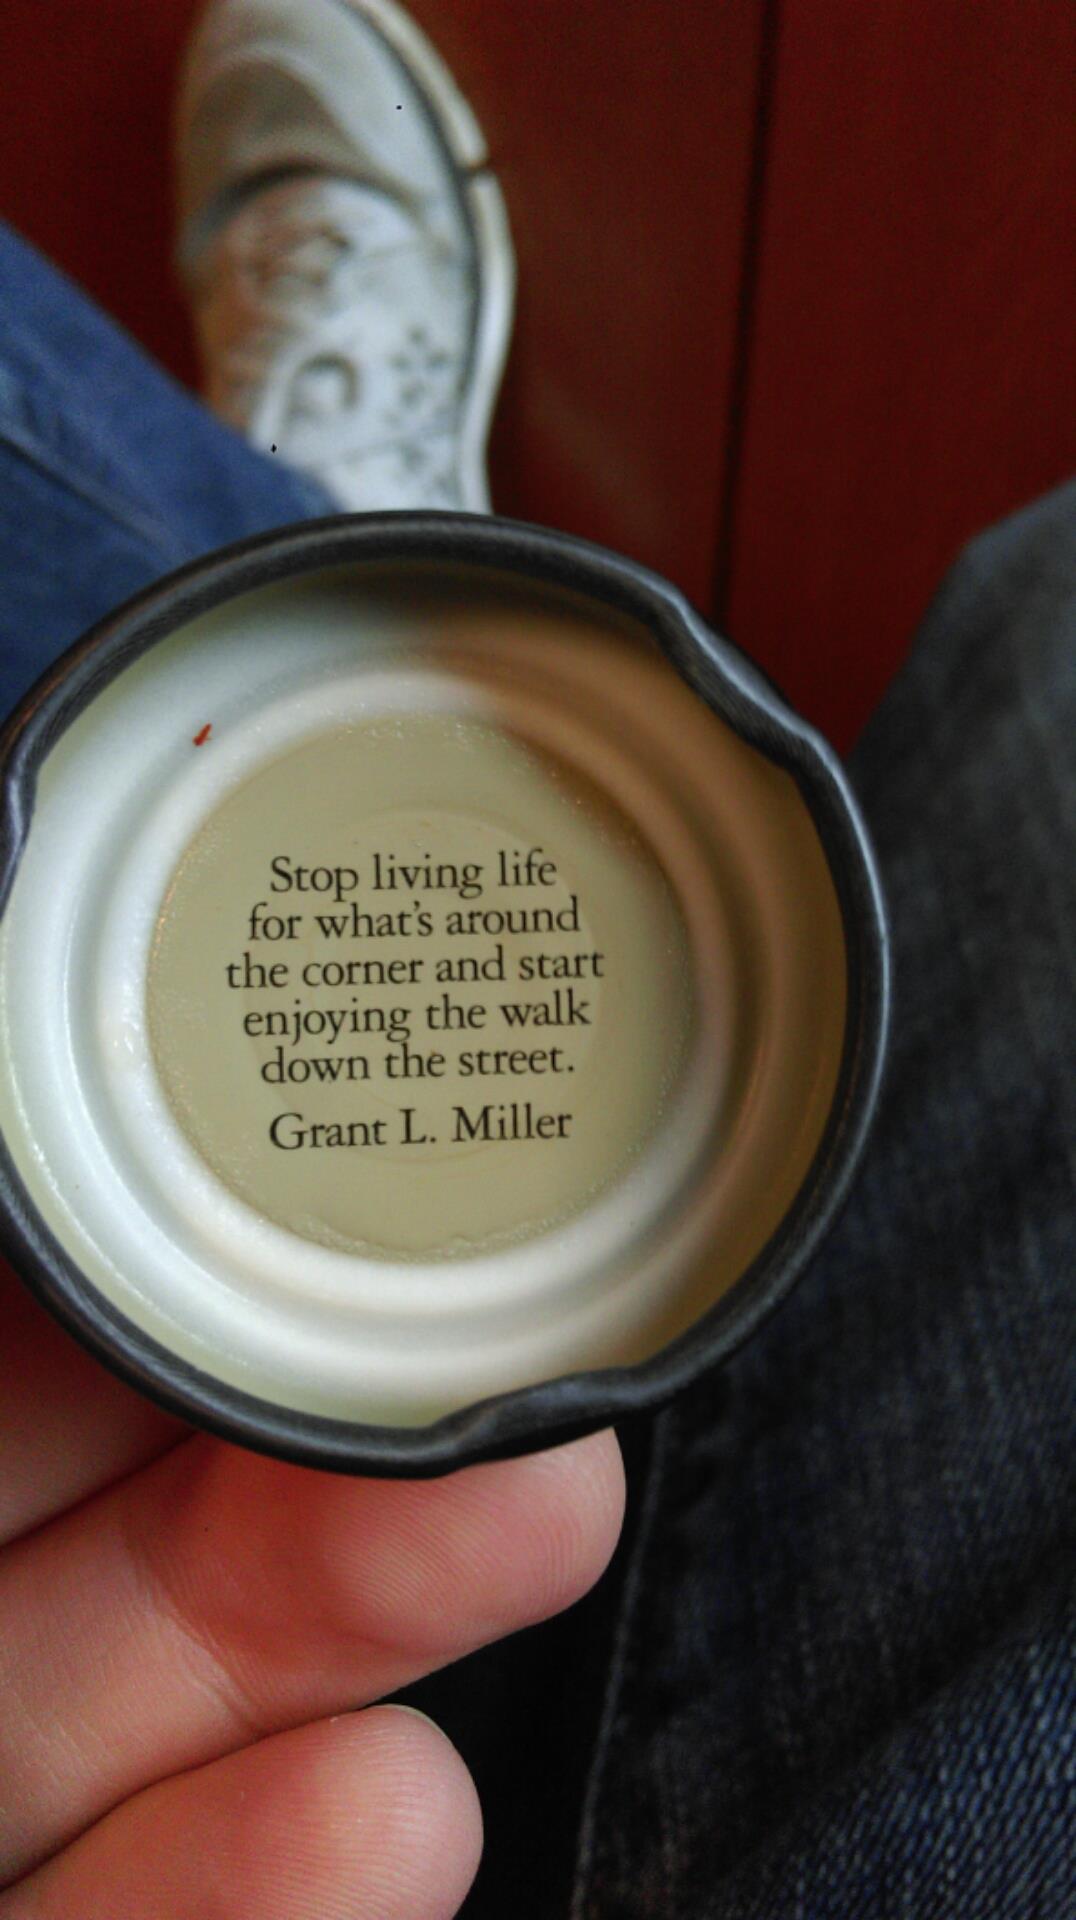 Stop living life
for what's around
the corner and start
enjoying the walk
down the street.
Grant L. Miller